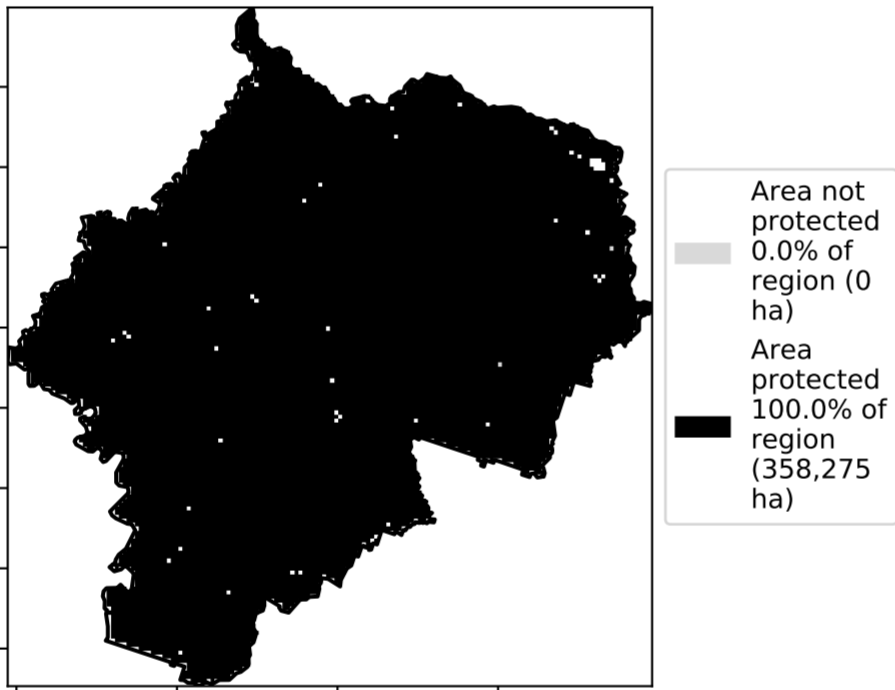 Area not
protected
0.0% of
region (0
ha)
Area
protected
100.0% of
region
(358,275
ha)